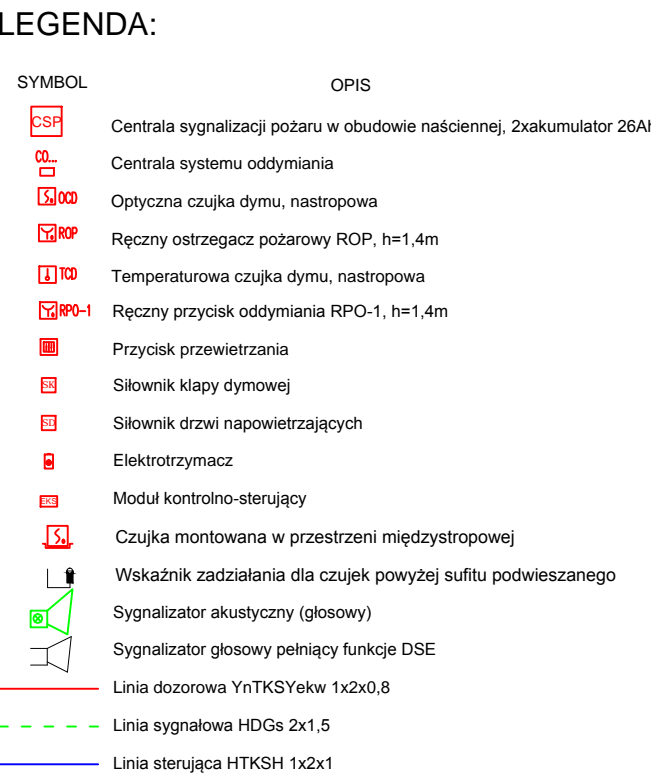 LEGENDA:
SYMBOL OPIS
CSP Centrala sygnalizacji pożaru w obudowie naściennej, 2xakumulator 26Ah
CO... Centrala systemu oddymiania
OCD Optyczna czujka dymu, nastropowa
ROP Ręczny ostrzegacz pożarowy ROP, h=1,4m
TCD Temperaturowa czujka dymu, nastropowa
RPO-1 Ręczny przycisk oddymiania RPO-1, h=1,4m
Przycisk przewietrzania
SK Siłownik klapy dymowej
SD Siłownik drzwi napowietrzających
Elektrotrzymacz
EKS Moduł kontrolno-sterujący
Czujka montowana w przestrzeni międzystropowej
Wskaźnik zadziałania dla czujek powyżej sufitu podwieszanego
Sygnalizator akustyczny (głosowy)
Sygnalizator głosowy pełniący funkcje DSE
Linia dozorowa YnTKSYekw 1x2x0,8
Linia sygnałowa HDGs 2x1,5
Linia sterująca HTKSH 1x2x1